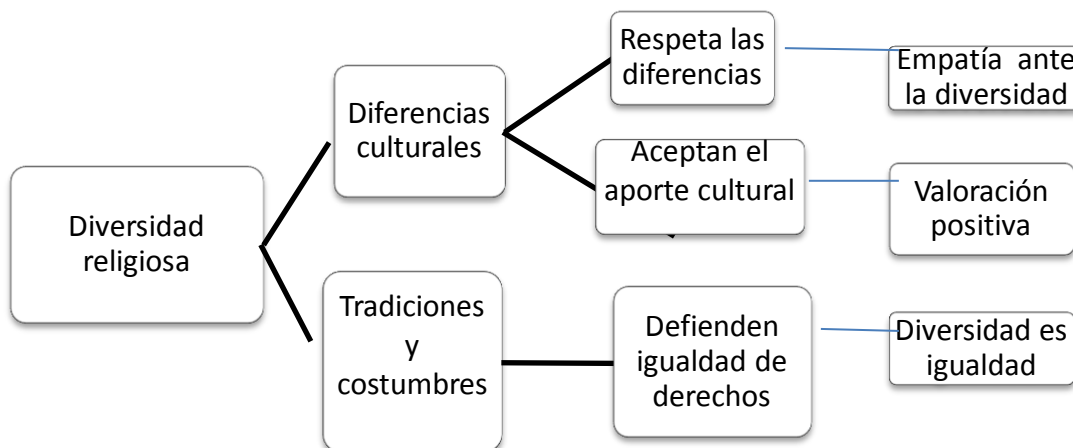 Diversidad
religiosa
Diferencias
culturales
Tradiciones
y
costumbres
Respeta las
diferencias
Aceptan el
aporte cultural
Defienden
igualdad de
derechos
Empatía ante
la diversidad
Valoración
positiva
Diversidad es
igualdad